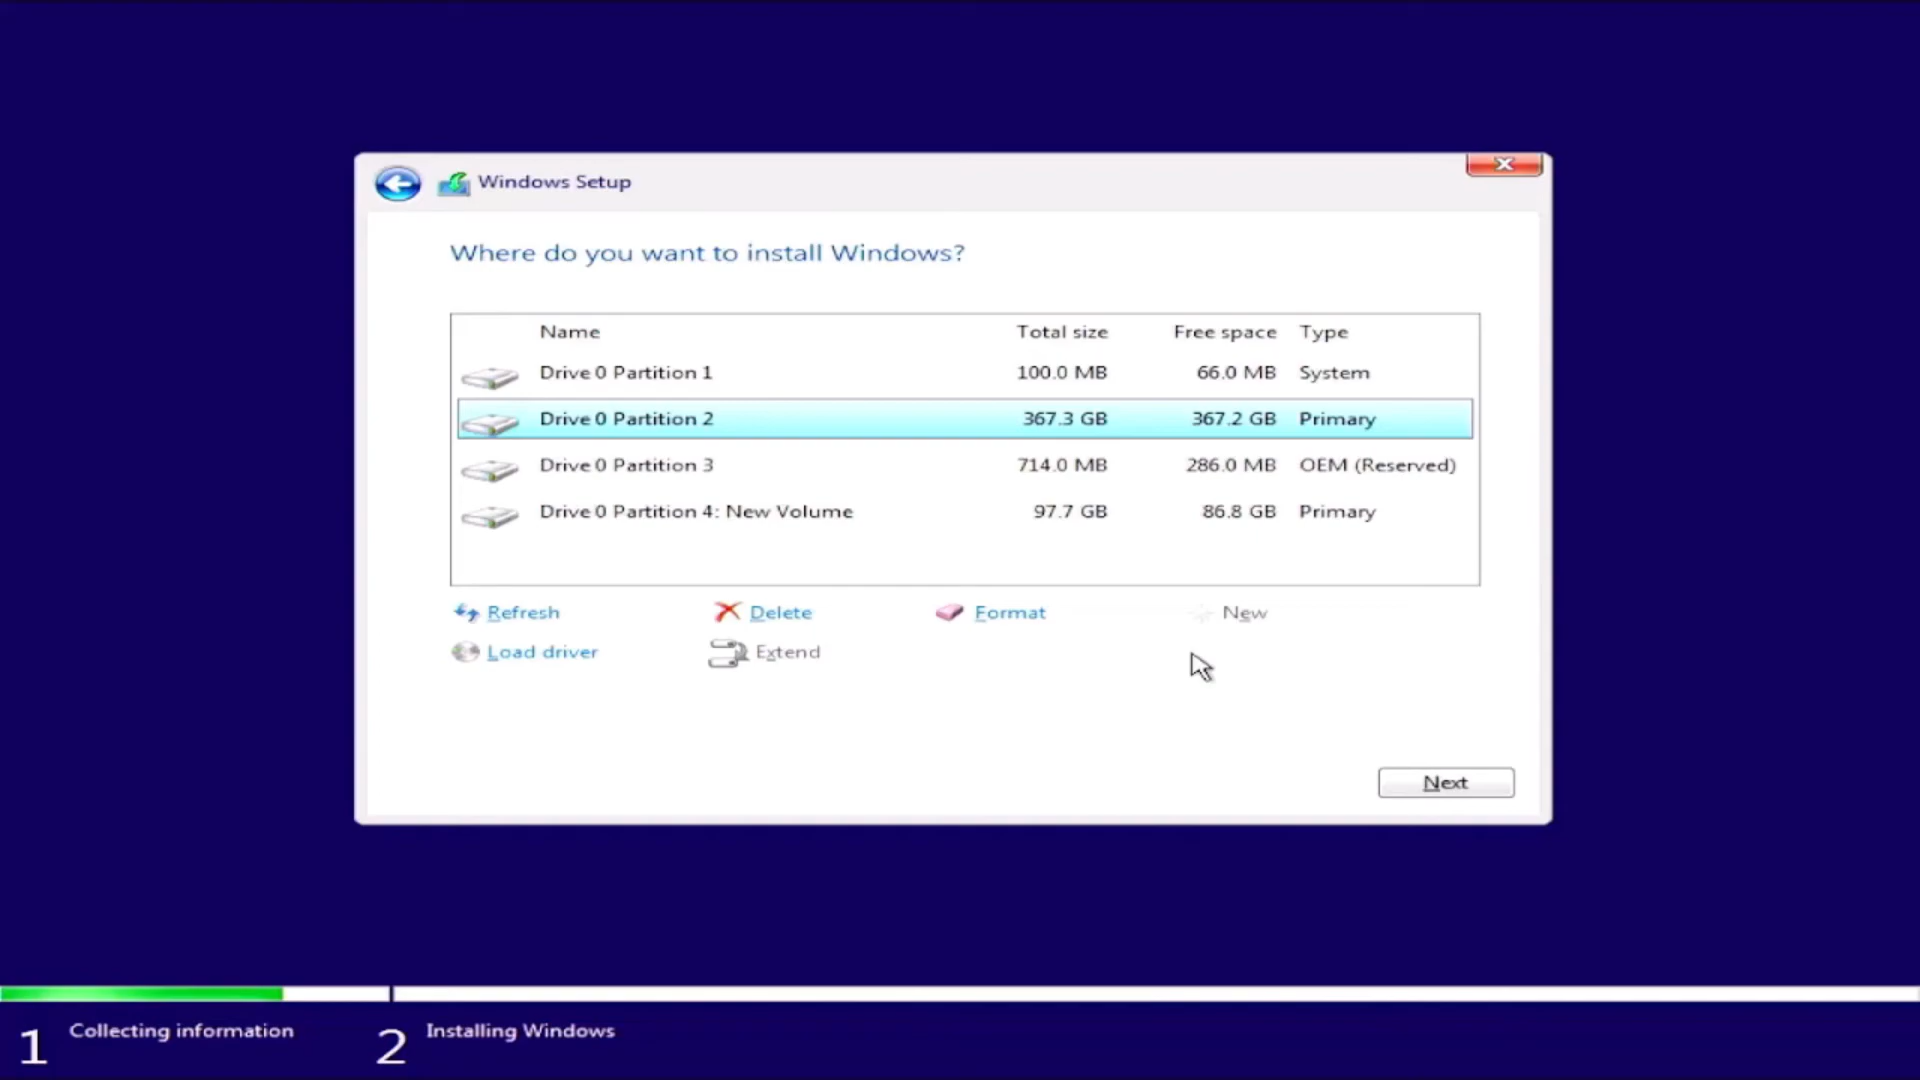 Windows Setup
Where do you want to install Windows?
Name Total size Free space Type
Drive 0 Partition 1 100.0 MB 66.0 MB System
Drive 0 Partition 2 367.3 GB 367.2 GB Primary
Drive 0 Partition 3 714.0 MB 286.0 MB OEM (Reserved)
Drive 0 Partition 4: New Volume 97.7 GB 86.8 GB Primary
Refresh Delete Format New
Load driver Extend
Next
1 Collecting information 2 Installing Windows